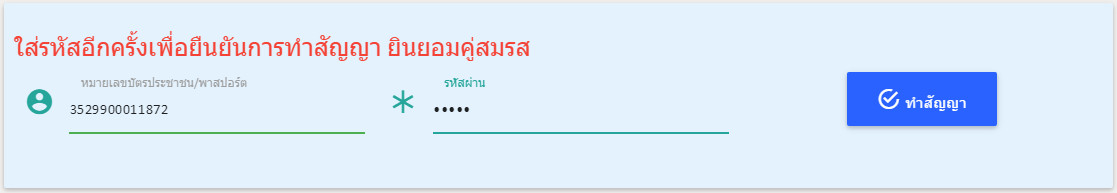 ใส่รหัสอีกครั้งเพื่อยืนยันการทำสัญญา ยินยอมคู่สมรส
หมายเลขบัตรประชาชน/พาสปอร์ต
รหัสผ่าน
3529900011872
•••••
ทำสัญญา